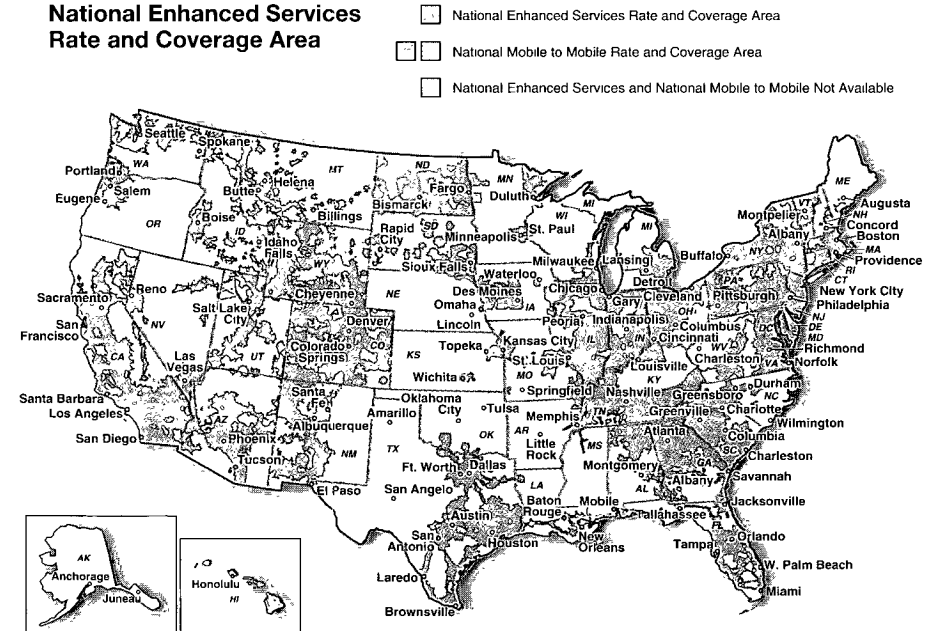 National Enhanced Services
Rate and Coverage Area
National Enhanced Services Rate and Coverage Area
National Mobile to Mobile Rate and Coverage Area
National Enhanced Services and National Mobile to Mobile Not Available
Seattle
Spokane
WA
Portland
Salem
Eugene
OR
Butte
Helena
MT
Billings
Boise
ID
Idaho
Falls
WY
ND
Fargo
Bismarck
Rapid
City
SD
Sioux Falls
MN
Duluth
Minneapolis
St. Paul
WI
MI
MI
Milwaukee
Lansing
Detroit
Buffalo
ME
Augusta
VT
Montpelier
NH
Concord
Boston
Albany
NY
MA
Providence
RI
CT
New York City
Philadelphia
PA
Pittsburgh
NJ
DE
MD
DC
Richmond
Norfolk
VA
Sacramento
Reno
San
Francisco
NV
CA
Las
Vegas
Salt Lake
City
UT
Cheyenne
Denver
Colorado
Springs
CO
NE
Omaha
Lincoln
Waterloo
Des Moines
IA
Chicago
Gary
Cleveland
OH
Peoria
Indianapolis
IL
IN
Columbus
Cincinnati
WV
Charleston
Topeka
KS
Wichita
Kansas City
St. Louis
MO
Springfield
Louisville
KY
Nashville
Greensboro
Durham
NC
Charlotte
Wilmington
Santa Barbara
Los Angeles
San Diego
AZ
Phoenix
Tucson
Santa
Fe
Albuquerque
NM
El Paso
Amarillo
Oklahoma
City
Tulsa
OK
TX
Memphis
TN
AR
Little
Rock
MS
Greenville
Atlanta
Columbia
SC
Charleston
GA
Savannah
Montgomery
AL
Albany
Ft. Worth
Dallas
San Angelo
LA
Baton
Rouge
Mobile
Tallahassee
Jacksonville
New
Orleans
FL
Orlando
Tampa
W. Palm Beach
Miami
Austin
San
Antonio
Houston
Laredo
Brownsville
AK
Anchorage
Juneau
Honolulu
HI